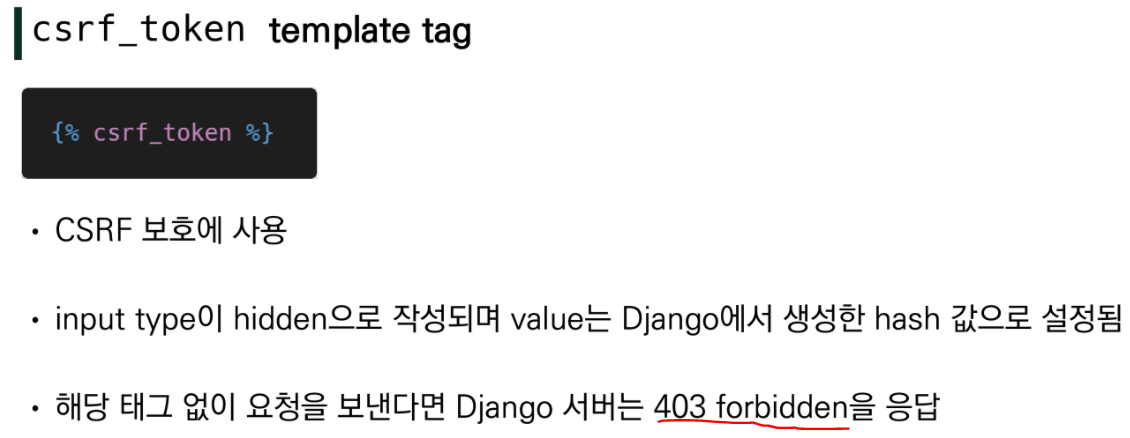 csrf_token template tag
{% csrf_token %}
• CSRF 보호에 사용
• input type이 hidden으로 작성되며 value는 Django에서 생성한 hash 값으로 설정됨
• 해당 태그 없이 요청을 보낸다면 Django 서버는 403 forbidden을 응답